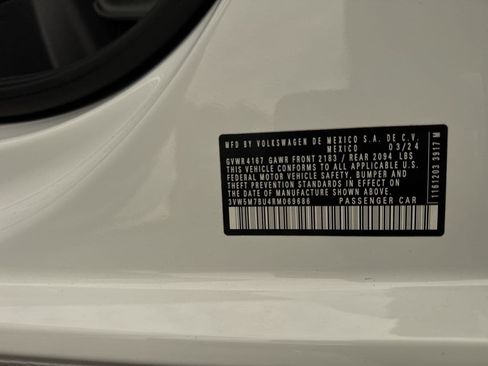 MFD BY VOLKSWAGEN DE MEXICO S.A. DE C.V.
MEXICO 03/24
GVWR 4167 GAWR FRONT 2183 / REAR 2094 LBS
THIS VEHICLE CONFORMS TO ALL APPLICABLE U.S.
FEDERAL MOTOR VEHICLE SAFETY, BUMPER AND
THEFT PREVENTION STANDARDS IN EFFECT ON THE
DATE OF MANUFACTURE SHOWN ABOVE.
3VW5M7BU4RM069686 PASSENGER CAR
1161203 3917 M